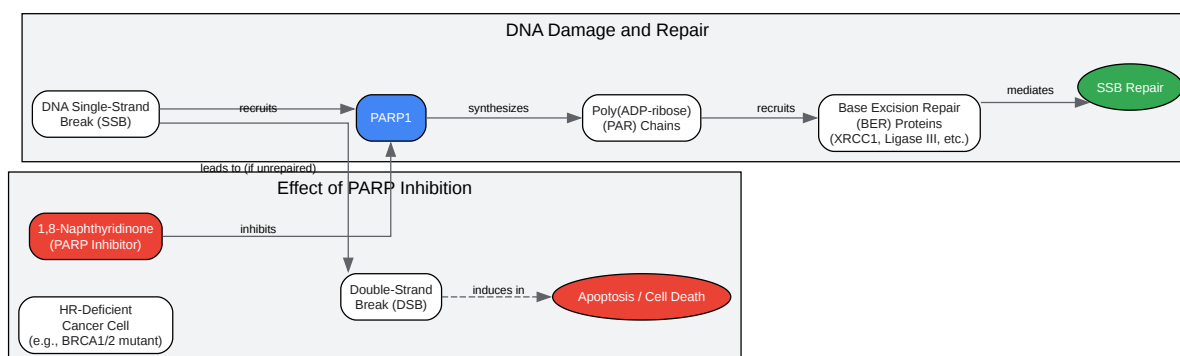 DNA Damage and Repair
DNA Single-Strand
Break (SSB)
recruits
PARP1
synthesizes
Poly(ADP-ribose)
(PAR) Chains
recruits
Base Excision Repair
(BER) Proteins
(XRCC1, Ligase III, etc.)
mediates
SSB Repair
leads to (if unrepaired)
Effect of PARP Inhibition
1,8-Naphthyridinone
(PARP Inhibitor)
inhibits
Double-Strand
Break (DSB)
induces in
Apoptosis / Cell Death
HR-Deficient
Cancer Cell
(e.g., BRCA1/2 mutant)